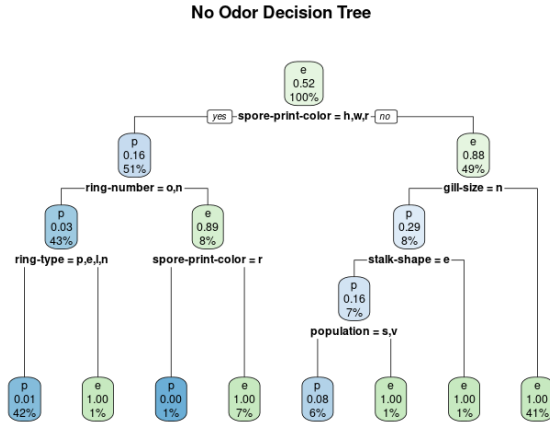 No Odor Decision Tree
e
0.52
100%
yes spore-print-color = h,w,r no
p
0.16
51%
e
0.88
49%
ring-number = o,n
gill-size = n
p
0.03
43%
e
0.89
8%
p
0.29
8%
ring-type = p,e,l,n
spore-print-color = r
stalk-shape = e
p
0.16
7%
population = s,v
p
0.01
42%
e
1.00
1%
p
0.00
1%
e
1.00
7%
p
0.08
6%
e
1.00
1%
e
1.00
1%
e
1.00
41%